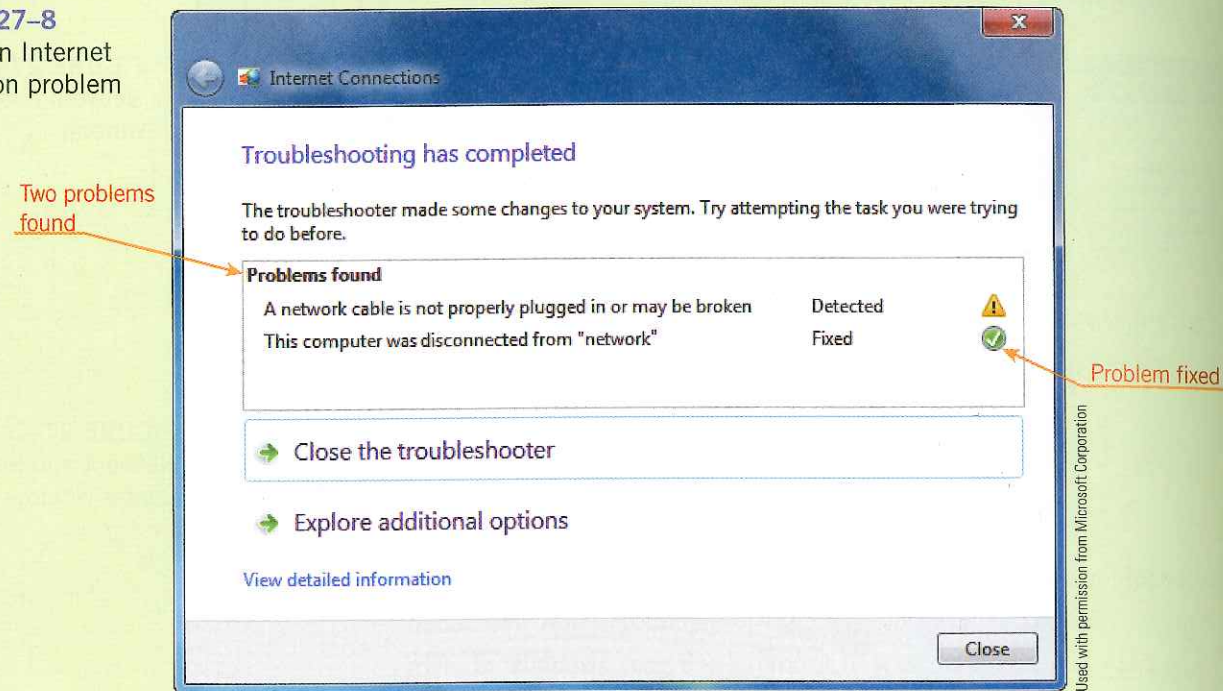 27–8
n Internet
on problem
Internet Connections
Troubleshooting has completed
Two problems
found
The troubleshooter made some changes to your system. Try attempting the task you were trying
to do before.
Problems found
A network cable is not properly plugged in or may be broken Detected
This computer was disconnected from "network" Fixed
Problem fixed
Close the troubleshooter
Explore additional options
View detailed information
Close
Used with permission from Microsoft Corporation